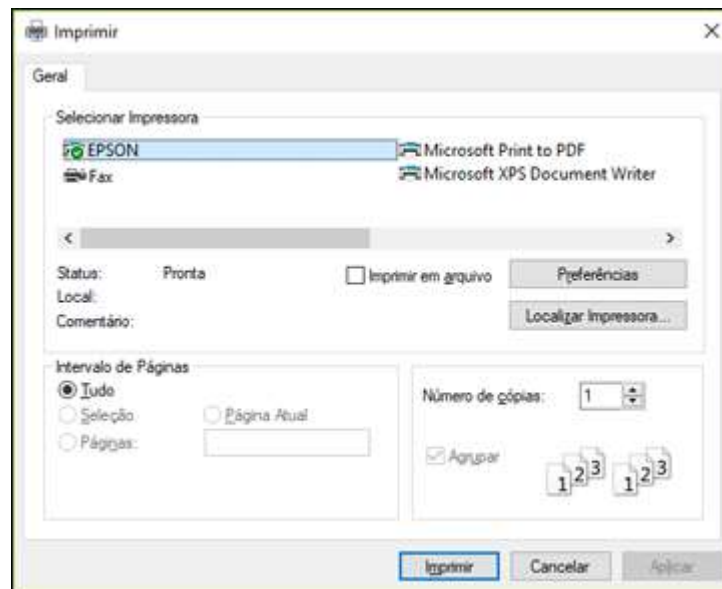 Imprimir
Geral
Selecionar Impressora
EPSON
Microsoft Print to PDF
Fax
Microsoft XPS Document Writer
Status: Pronta
Imprimir em arquivo
Preferências
Local:
Localizar Impressora...
Comentário:
Intervalo de Páginas
Tudo
Seleção
Página Atual
Páginas:
Número de cópias: 1
Agrupar
1 2 3 1 2 3
Imprimir
Cancelar
Aplicar